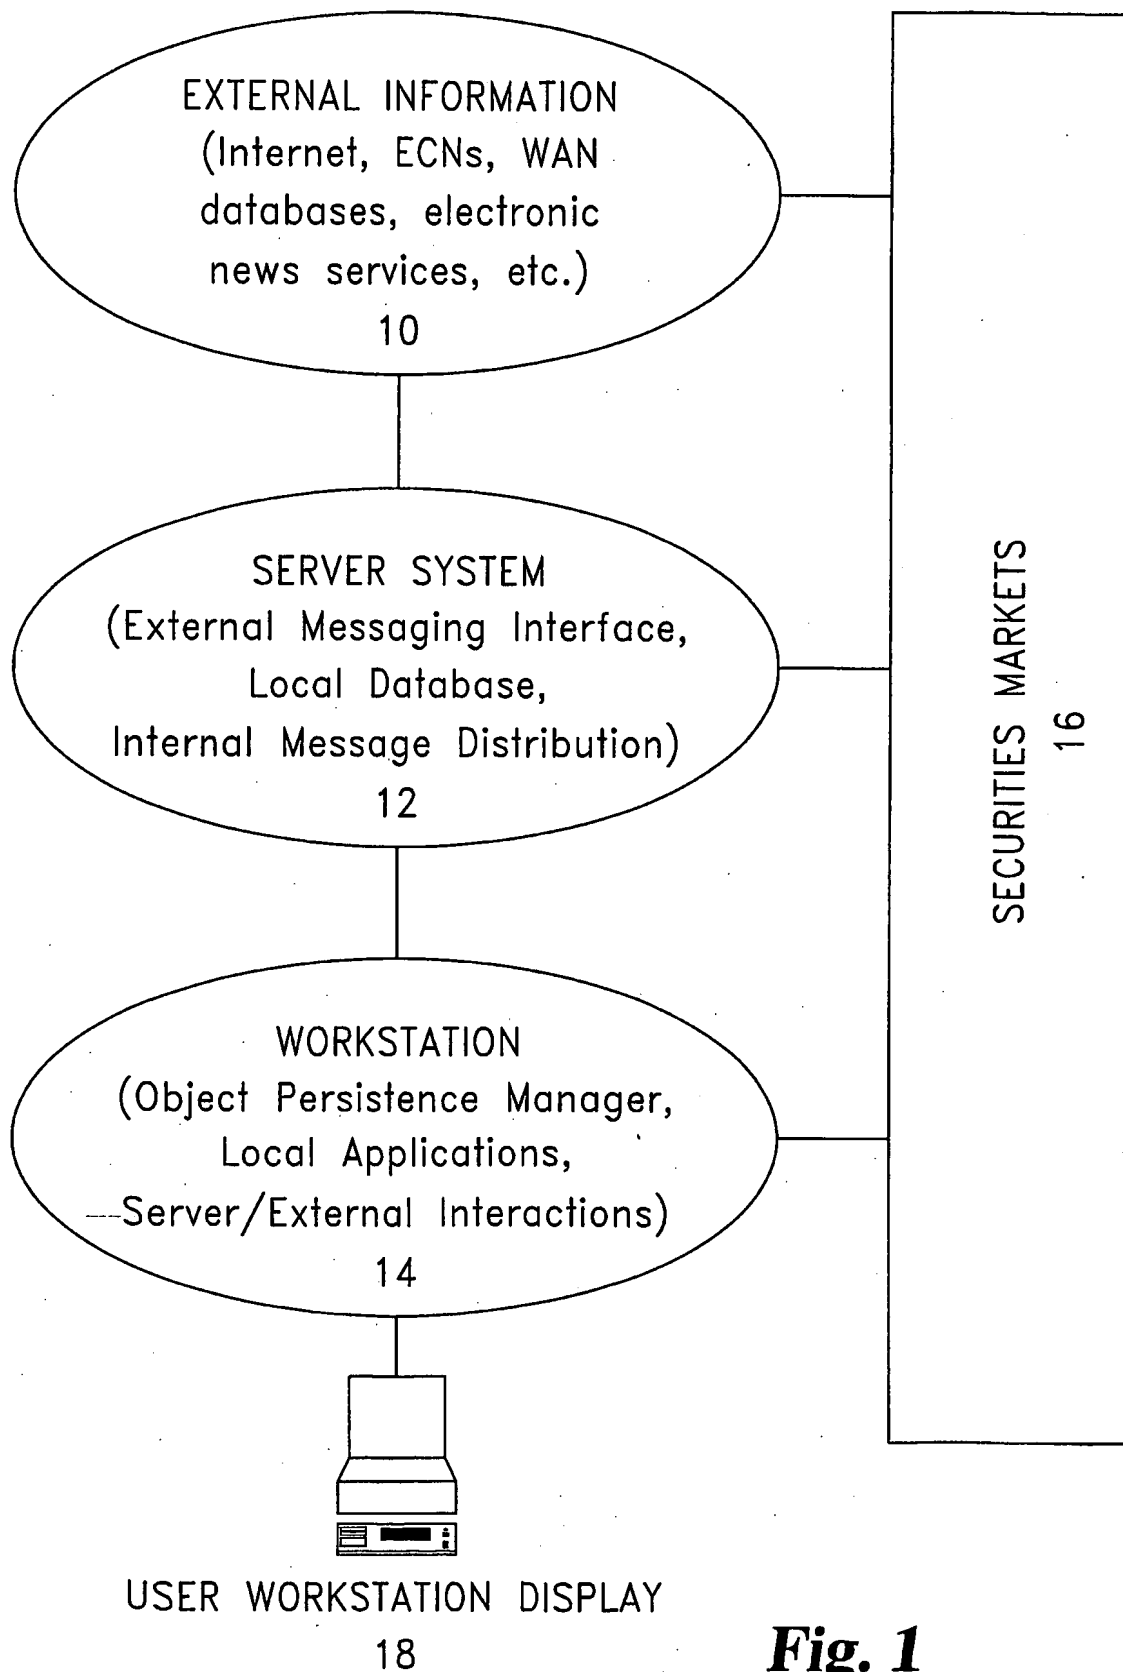 EXTERNAL INFORMATION
(Internet, ECNs, WAN
databases, electronic
news services, etc.)
10
SERVER SYSTEM
(External Messaging Interface,
Local Database,
Internal Message Distribution)
12
WORKSTATION
(Object Persistence Manager,
Local Applications,
Server/External Interactions)
14
SECURITIES MARKETS
16
USER WORKSTATION DISPLAY
18
Fig. 1